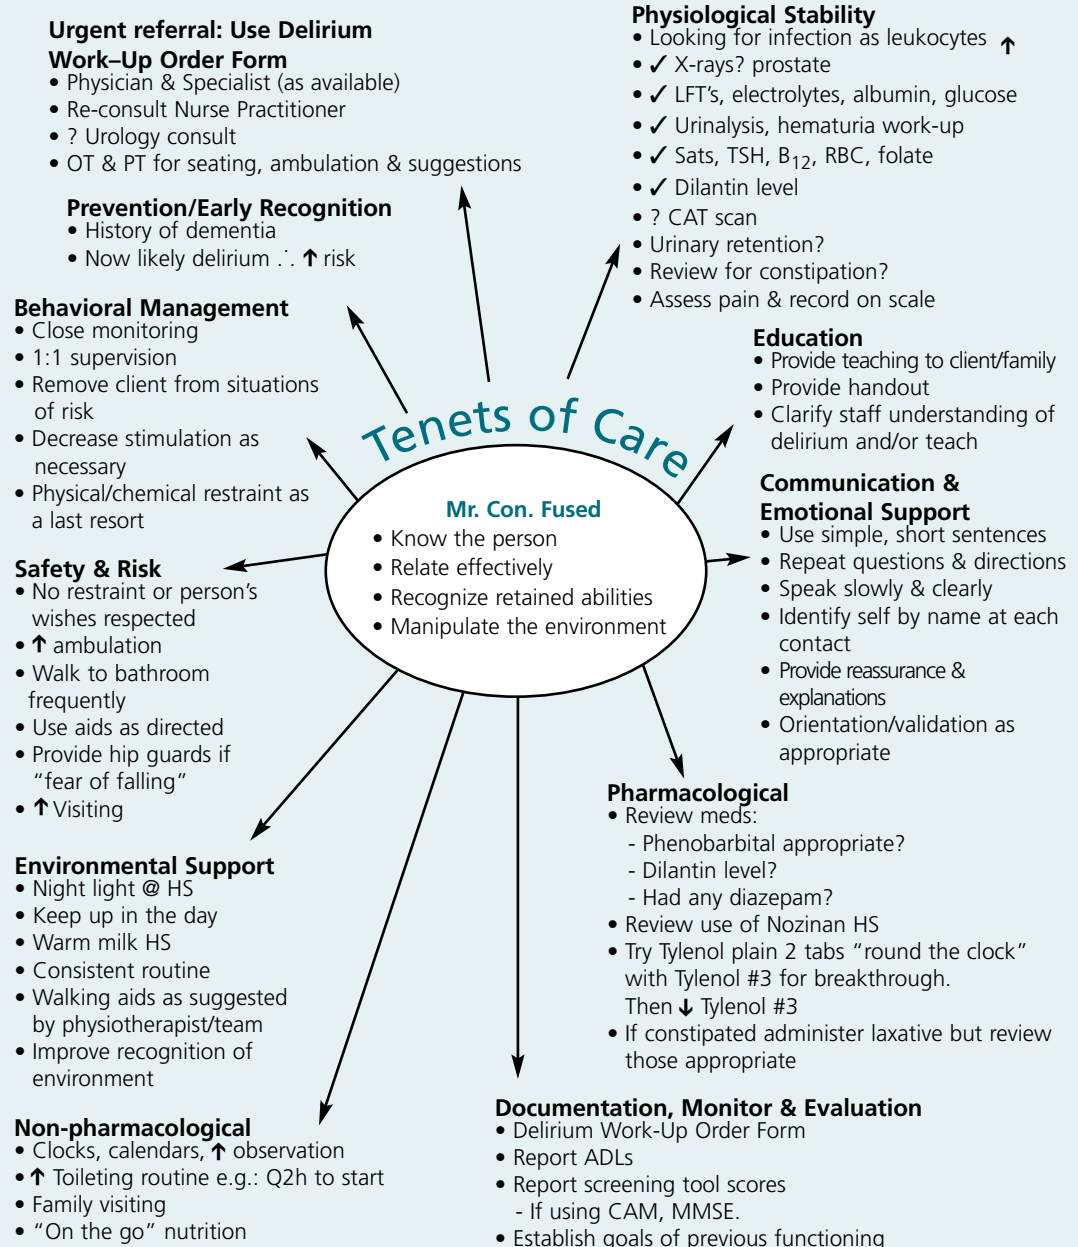 Urgent referral: Use Delirium
Work–Up Order Form
• Physician & Specialist (as available)
• Re-consult Nurse Practitioner
• ? Urology consult
• OT & PT for seating, ambulation & suggestions
Prevention/Early Recognition
• History of dementia
• Now likely delirium ∴ ↑ risk
Behavioral Management
• Close monitoring
• 1:1 supervision
• Remove client from situations
of risk
• Decrease stimulation as
necessary
• Physical/chemical restraint as
a last resort
Safety & Risk
• No restraint or person's
wishes respected
• ↑ ambulation
• Walk to bathroom
frequently
• Use aids as directed
• Provide hip guards if
“fear of falling”
• ↑ Visiting
Environmental Support
• Night light @ HS
• Keep up in the day
• Warm milk HS
• Consistent routine
• Walking aids as suggested
by physiotherapist/team
• Improve recognition of
environment
Non-pharmacological
• Clocks, calendars, ↑ observation
• ↑ Toileting routine e.g.: Q2h to start
• Family visiting
• “On the go” nutrition
Tenets of Care
Mr. Con. Fused
• Know the person
• Relate effectively
• Recognize retained abilities
• Manipulate the environment
Physiological Stability
• Looking for infection as leukocytes ↑
• ✓ X-rays? prostate
• ✓ LFT's, electrolytes, albumin, glucose
• ✓ Urinalysis, hematuria work-up
• ✓ Sats, TSH, B₁₂, RBC, folate
• ✓ Dilantin level
• ? CAT scan
• Urinary retention?
• Review for constipation?
• Assess pain & record on scale
Education
• Provide teaching to client/family
• Provide handout
• Clarify staff understanding of
delirium and/or teach
Communication &
Emotional Support
• Use simple, short sentences
• Repeat questions & directions
• Speak slowly & clearly
• Identify self by name at each
contact
• Provide reassurance &
explanations
• Orientation/validation as
appropriate
Pharmacological
• Review meds:
- Phenobarbital appropriate?
- Dilantin level?
- Had any diazepam?
• Review use of Nozinan HS
• Try Tylenol plain 2 tabs “round the clock”
with Tylenol #3 for breakthrough.
Then ↓ Tylenol #3
• If constipated administer laxative but review
those appropriate
Documentation, Monitor & Evaluation
• Delirium Work-Up Order Form
• Report ADLs
• Report screening tool scores
- If using CAM, MMSE.
• Establish goals of previous functioning